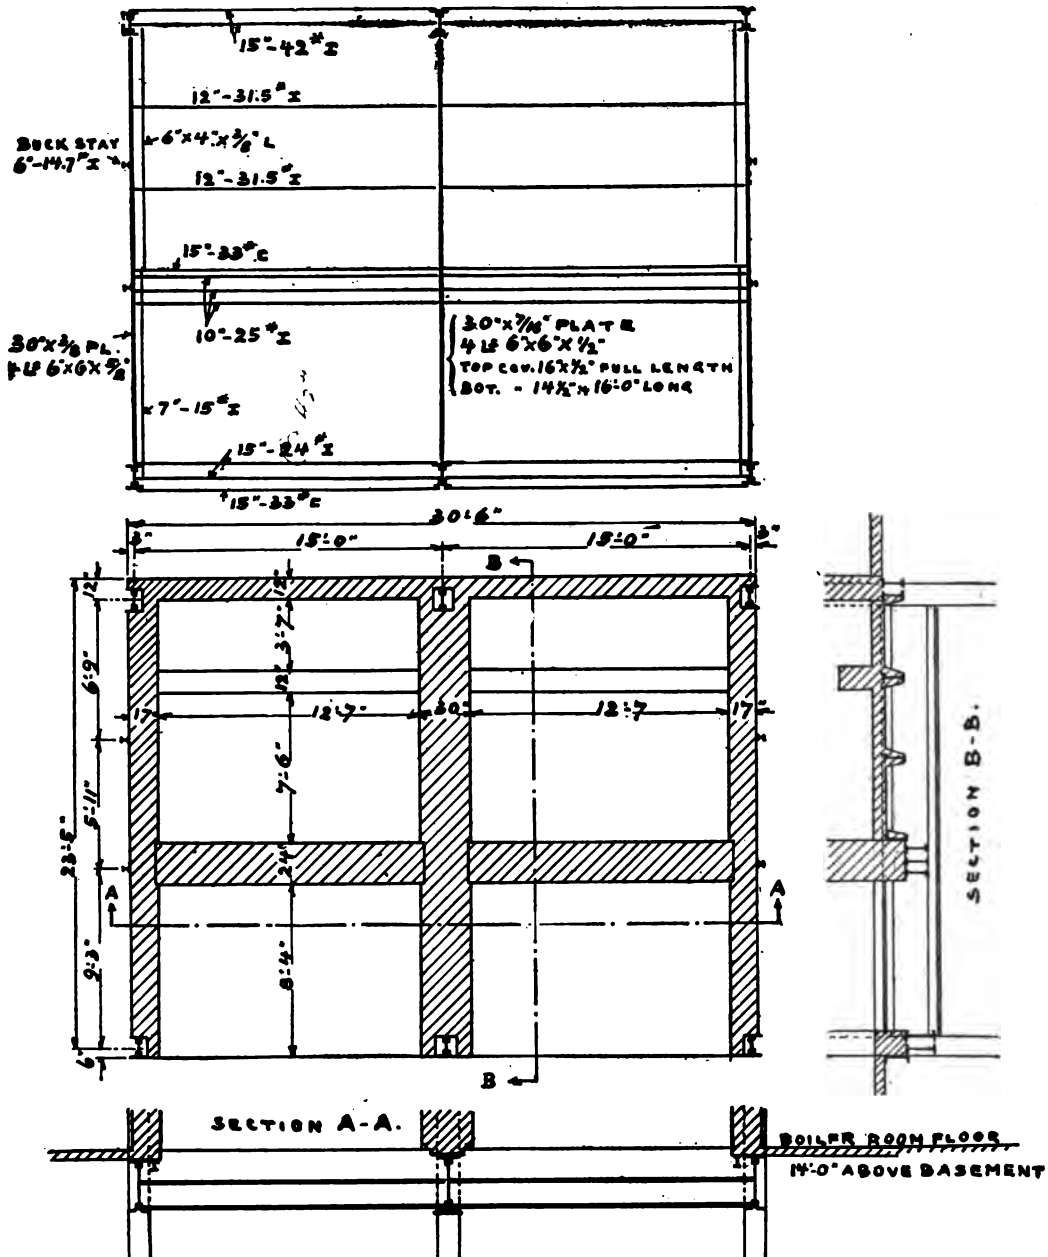 15"-42# I
12"-31.5# I
BUCK STAY
6"-14.7# I
6"x4"x3/8" L
12"-31.5# I
15"-33# C
10"-25# I
30"x3/8 PL.
4 Ls 6"x6"x5/8"
30"x7/16" PLATE
4 Ls 6"x6"x1/2"
TOP COV. 16"x1/2" FULL LENGTH
BOT. " 14 1/2" x 16'-0" LONG
7"-15# I
15"-24# I
15"-33# C
30'-6"
3"
15'-0"
15'-0"
3"
B
12"
12"
3'-7"
6'-9"
12"
17"
12'-7"
30"
12'-7
17"
7'-6"
5'-11"
23'-5"
24"
A
A
9'-3"
8'-4"
6"
B
SECTION B-B.
SECTION A-A.
BOILER ROOM FLOOR
14'-0" ABOVE BASEMENT